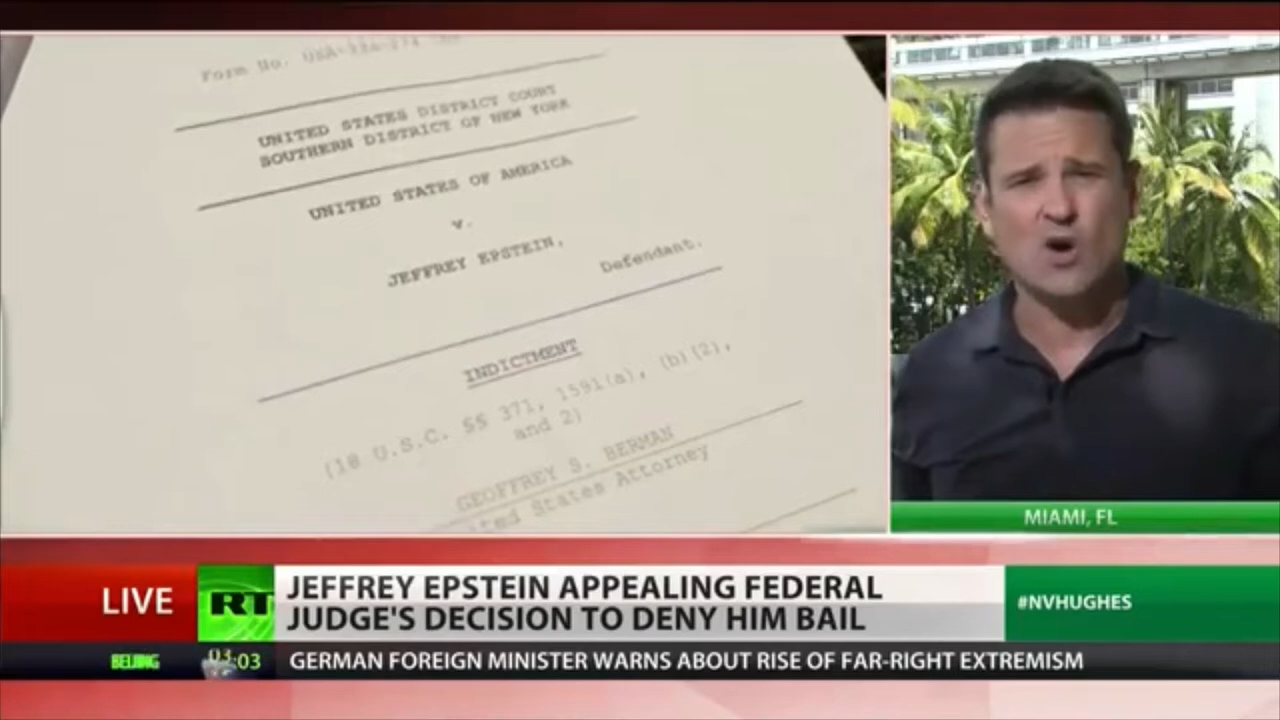 UNITED STATES DISTRICT COURT
SOUTHERN DISTRICT OF NEW YORK
UNITED STATES OF AMERICA
v.
JEFFREY EPSTEIN,
Defendant.
INDICTMENT
(18 U.S.C. §§ 371, 1591(a), (b)(2),
and 2)
GEOFFREY S. BERMAN
States Attorney
MIAMI, FL
LIVE
RT
JEFFREY EPSTEIN APPEALING FEDERAL
JUDGE'S DECISION TO DENY HIM BAIL
#NVHUGHES
BEIJING
:03
GERMAN FOREIGN MINISTER WARNS ABOUT RISE OF FAR-RIGHT EXTREMISM